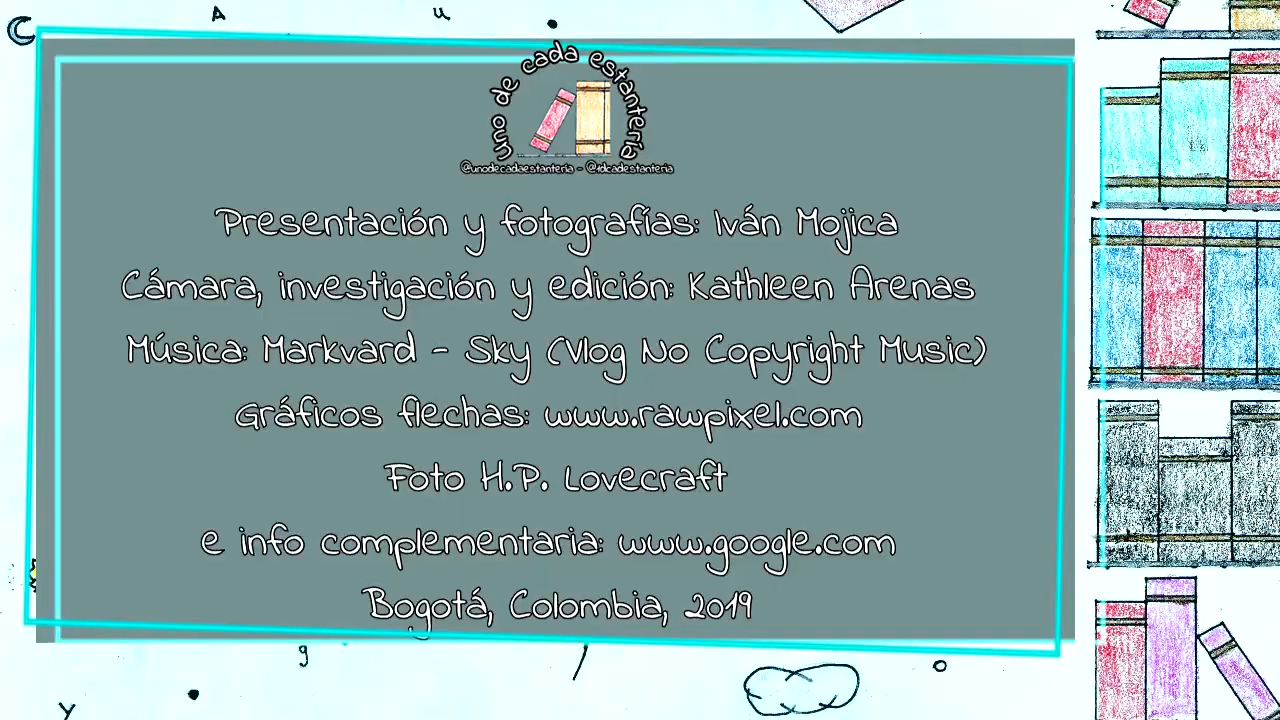 C
A
u
uno de cada estantería
@unodecadaestanteria - @1dcadestanteria
Presentación y fotografías: Iván Mojica
Cámara, investigación y edición: Kathleen Arenas
Música: Markvard - Sky (Vlog No Copyright Music)
Gráficos flechas: www.rawpixel.com
Foto H.P. Lovecraft
e info complementaria: www.google.com
Bogotá, Colombia, 2019
g
y